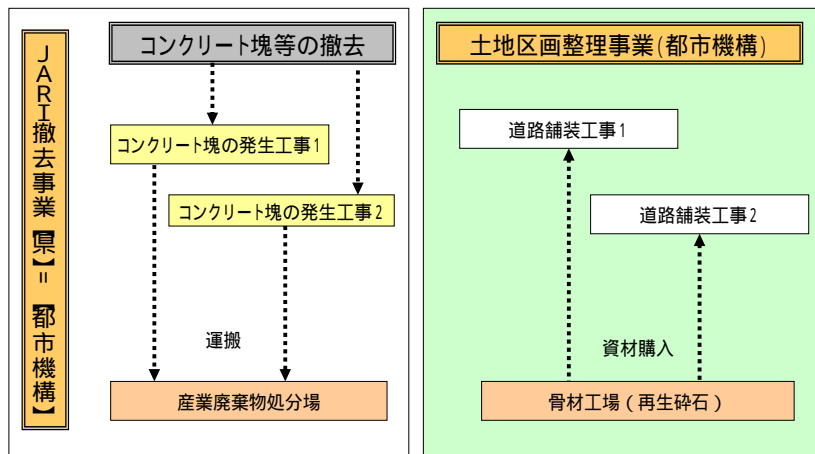 JARI撤去事業【県】=【都市機構】
コンクリート塊等の撤去
コンクリート塊の発生工事1
コンクリート塊の発生工事2
運搬
産業廃棄物処分場
土地区画整理事業(都市機構)
道路舗装工事1
道路舗装工事2
資材購入
骨材工場(再生砕石)